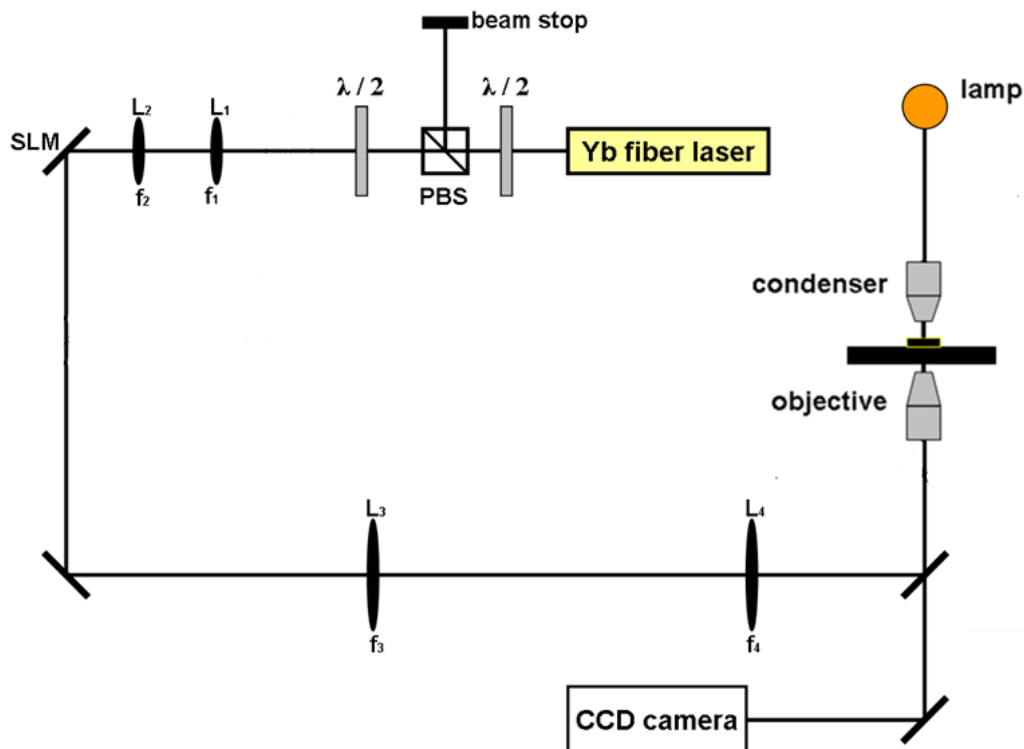 beam stop
λ / 2
λ / 2
lamp
L₂
L₁
SLM
Yb fiber laser
f₂
f₁
PBS
condenser
objective
L₃
L₄
f₃
f₄
CCD camera